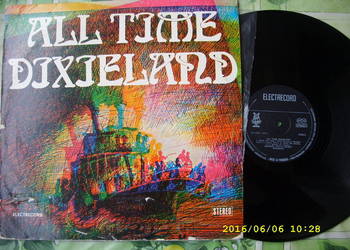 ALL TIME
DIXIELAND
ELECTRECORD
STEREO
ELECTRECORD
2016/06/06 10:28